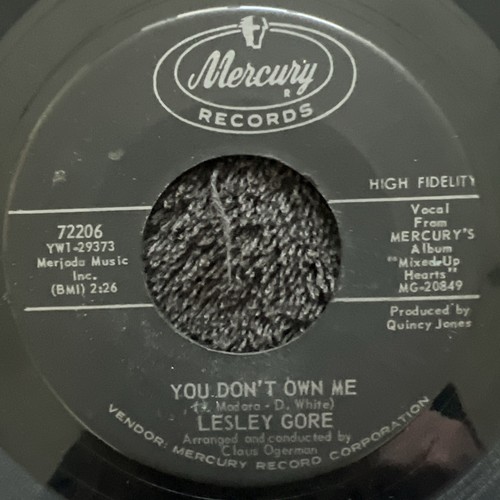 Mercury
R
RECORDS
HIGH FIDELITY
72206
YW1-29373
Merjoda Music
Inc.
(BMI) 2:26
Vocal
From
MERCURY'S
Album
"Mixed-Up
Hearts"
MG-20849
Produced by
Quincy Jones
YOU DON'T OWN ME
Madara - D. White)
LESLEY GORE
Arranged and conducted by
Claus Ogerman
VENDOR: MERCURY RECORD CORPORATION